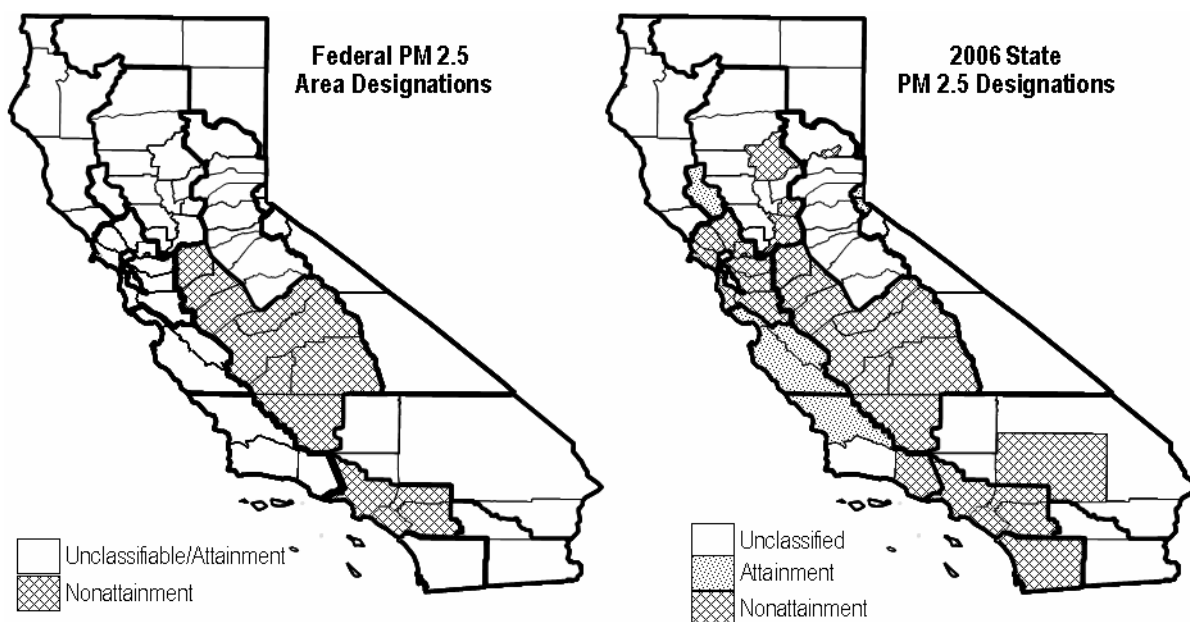 Federal PM 2.5
Area Designations
Unclassifiable/Attainment
Nonattainment
2006 State
PM 2.5 Designations
Unclassified
Attainment
Nonattainment